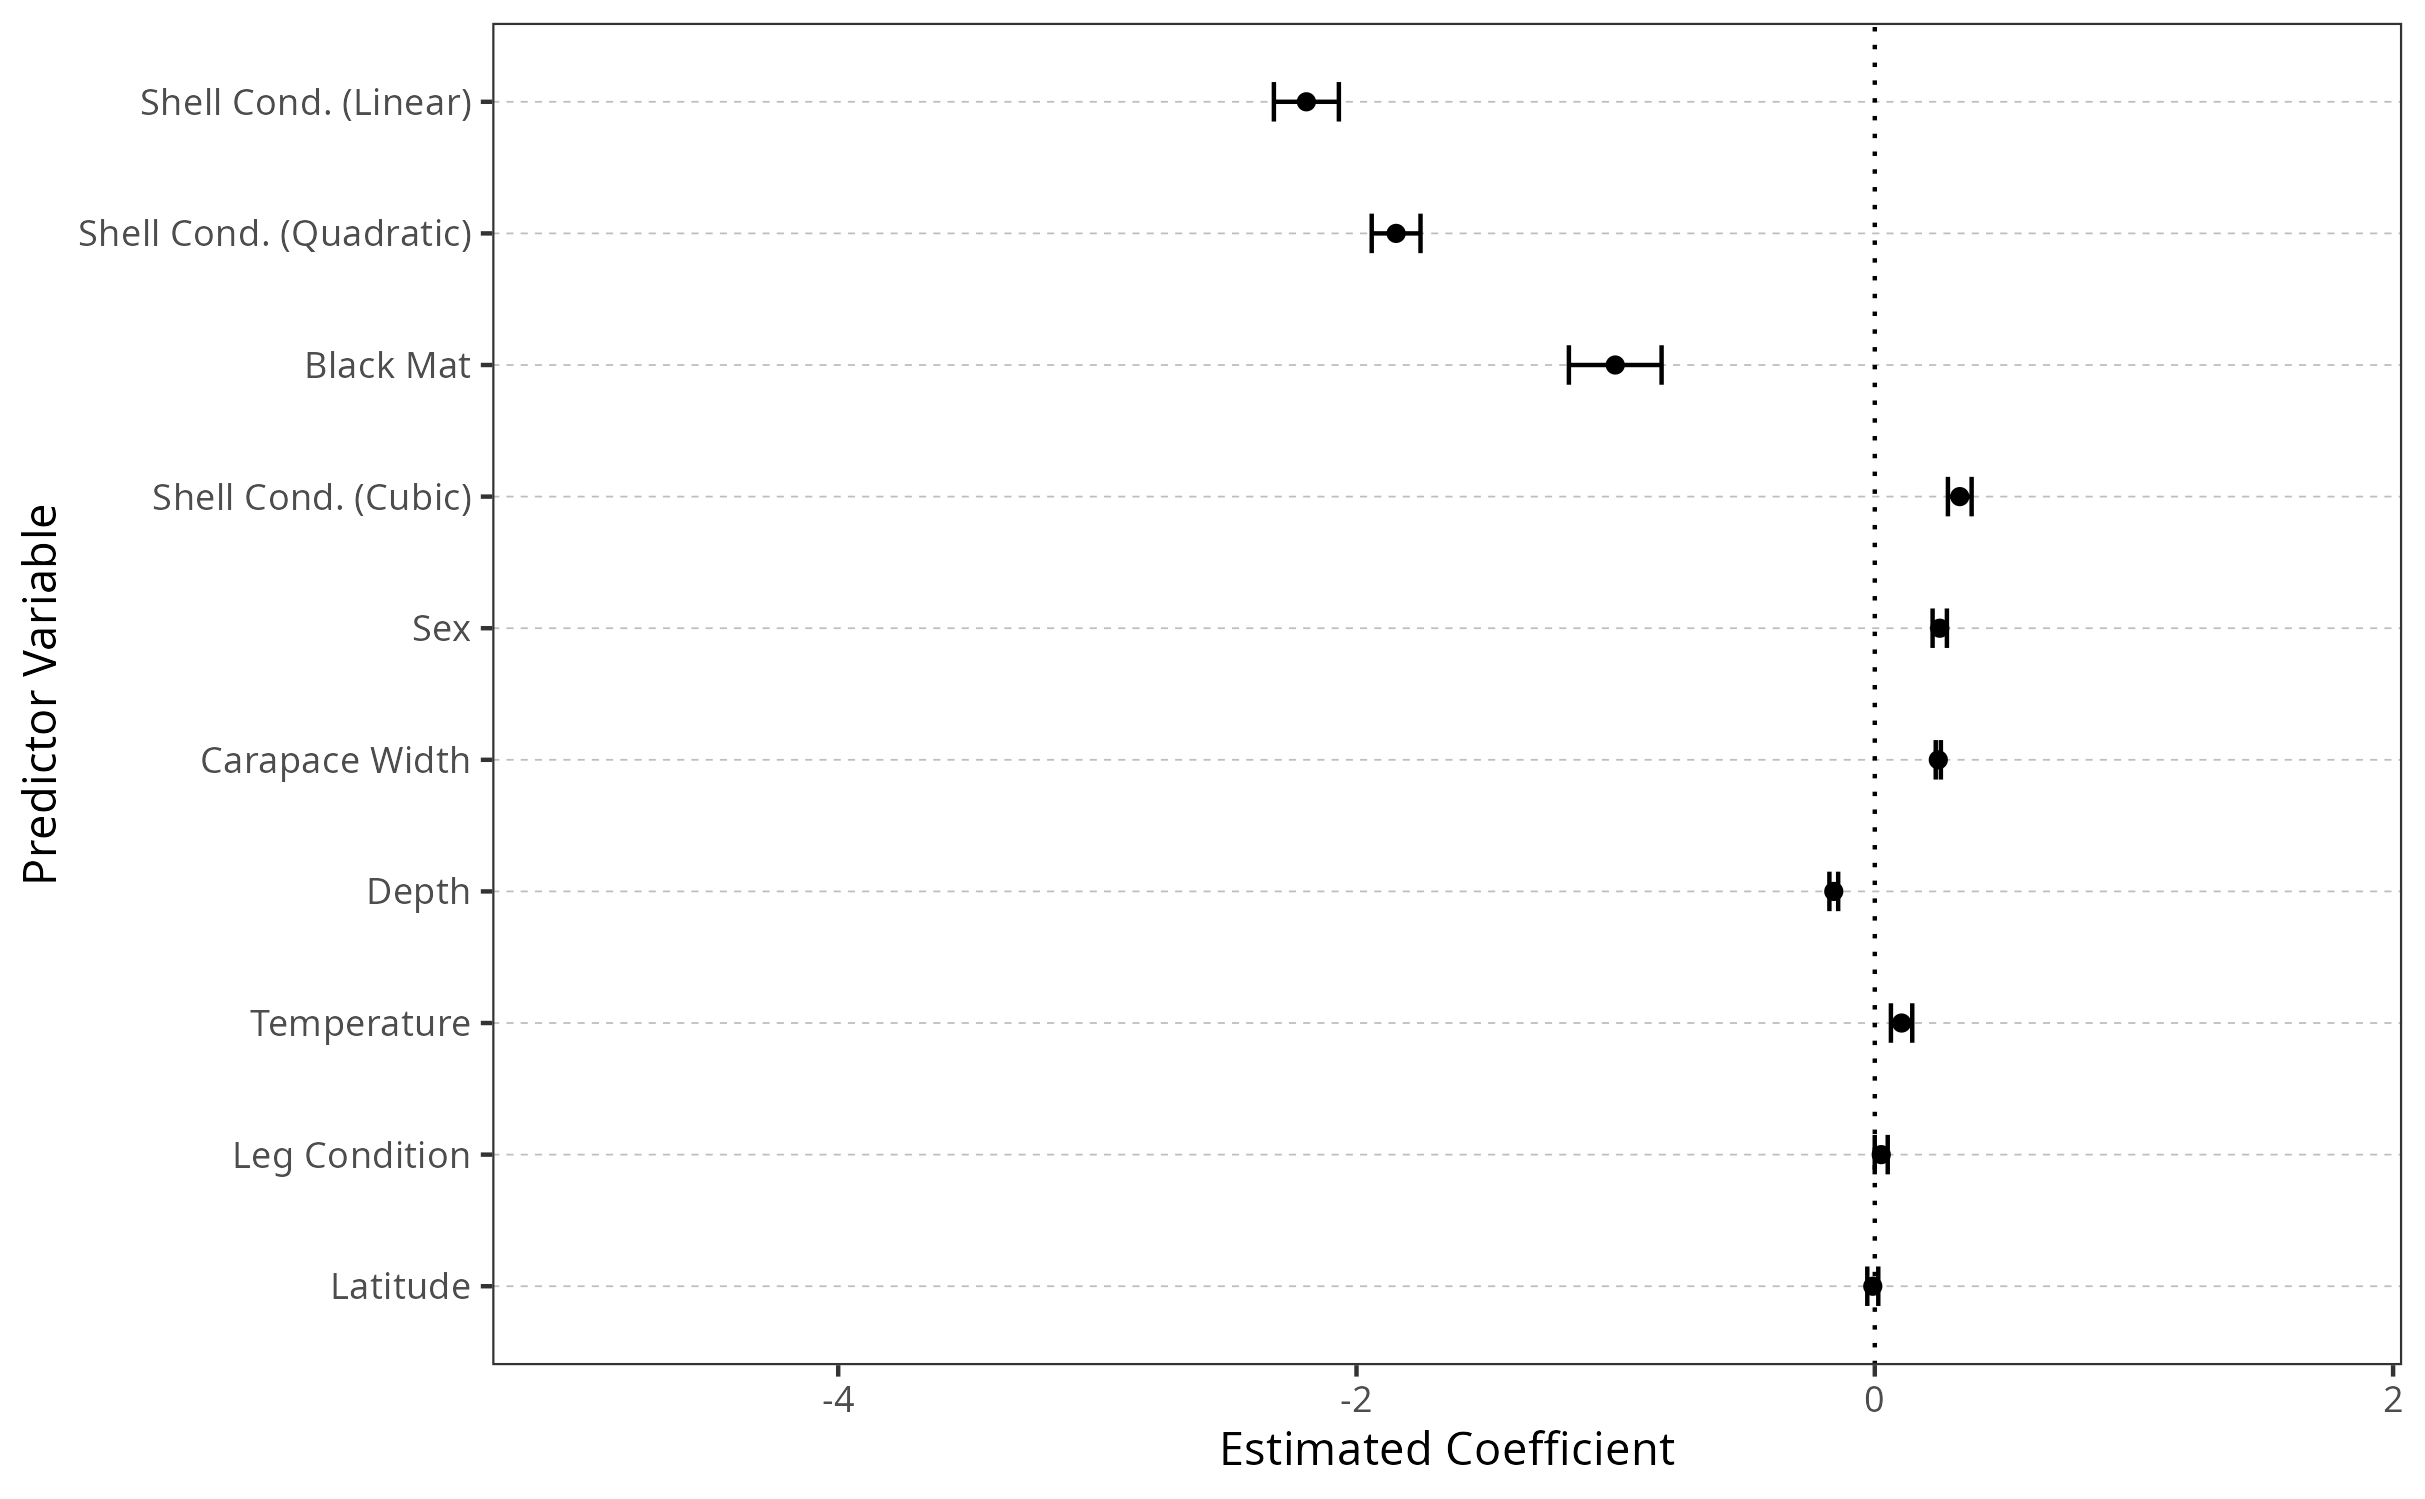 Shell Cond. (Linear)
Shell Cond. (Quadratic)
Black Mat
Shell Cond. (Cubic)
Sex
Carapace Width
Depth
Temperature
Leg Condition
Latitude
Predictor Variable
-4
-2
0
2
Estimated Coefficient